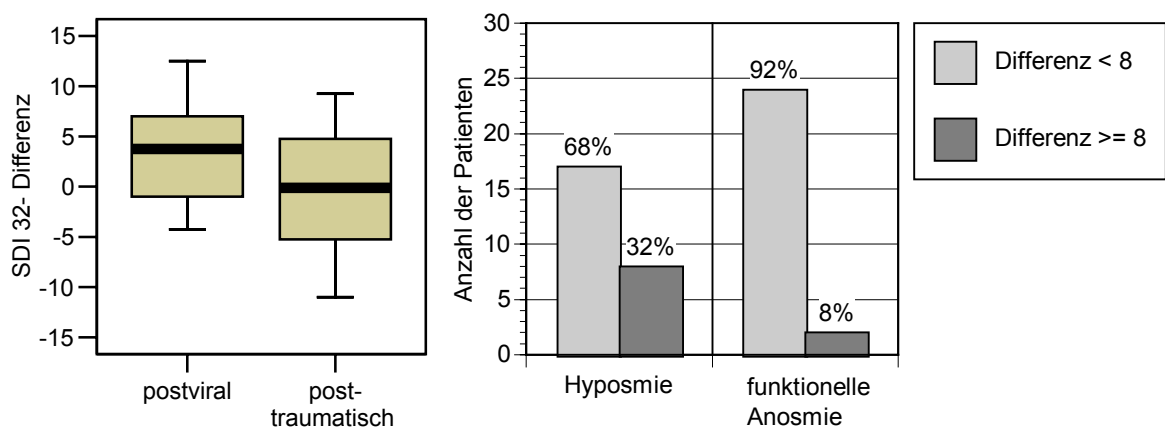 SDI 32- Differenz
15
10
5
0
-5
-10
-15
postviral
post-
traumatisch
Anzahl der Patienten
30
25
20
15
10
5
0
68%
32%
92%
8%
Hyposmie
funktionelle
Anosmie
Differenz < 8
Differenz >= 8